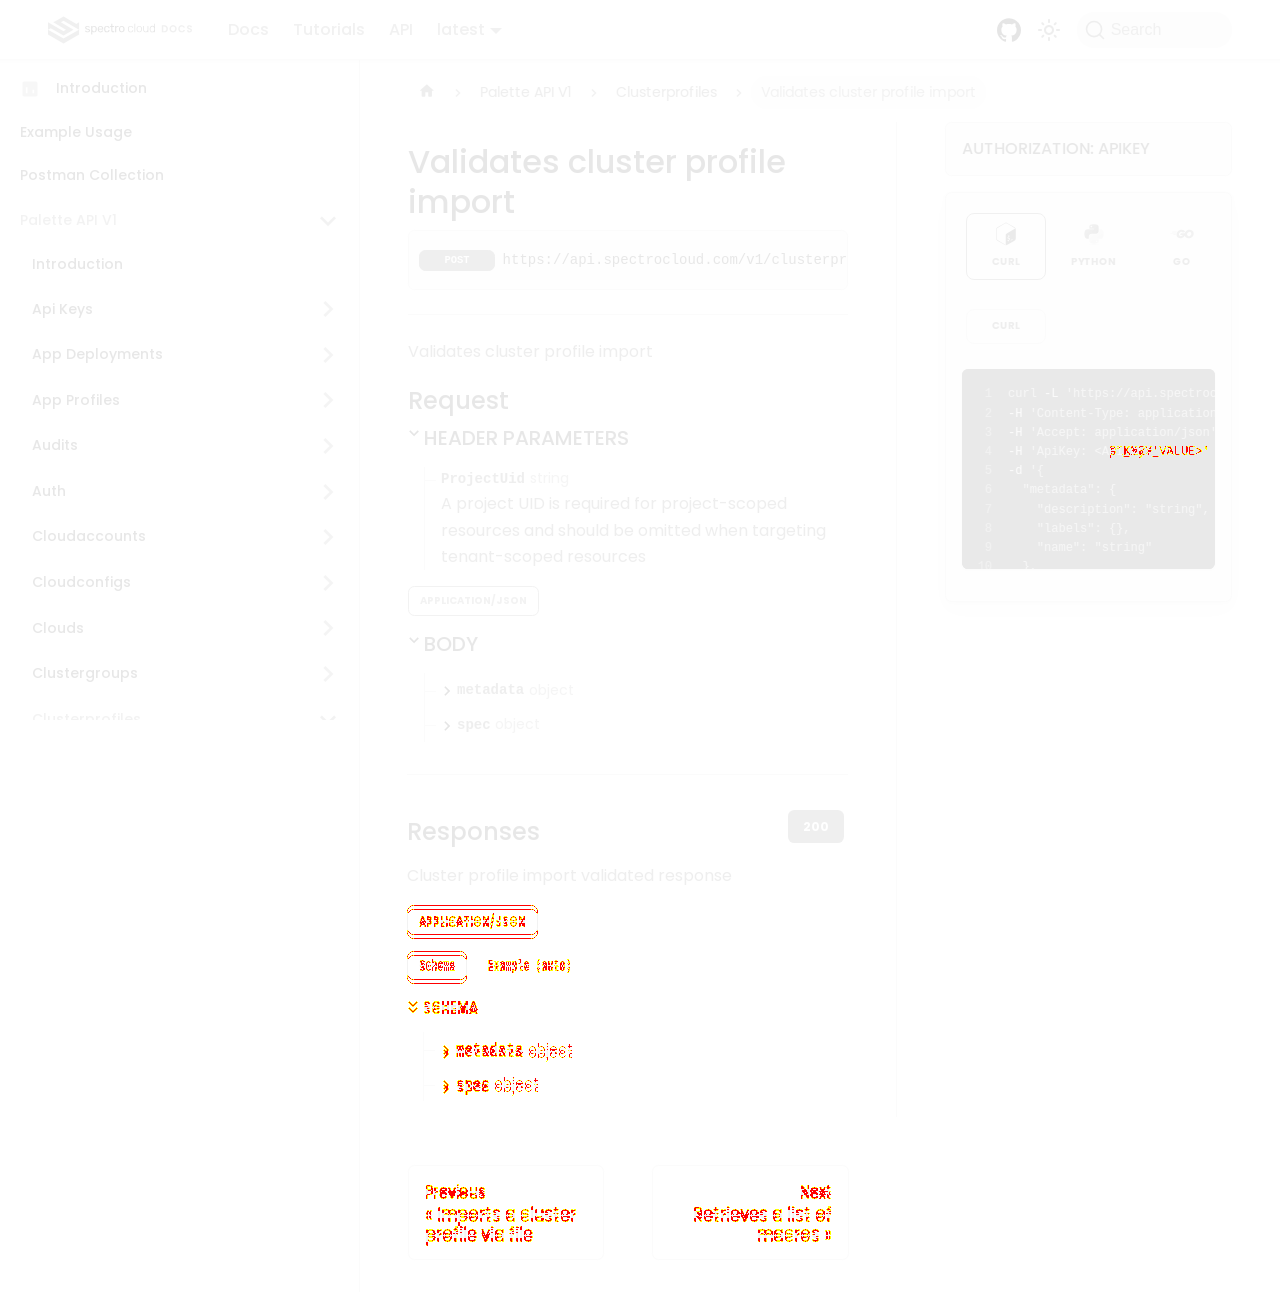 spectro cloud DOCS
Docs
Tutorials
API
latest
Search
Introduction
Example Usage
Postman Collection
Palette API V1
Introduction
Api Keys
App Deployments
App Profiles
Audits
Auth
Cloudaccounts
Cloudconfigs
Clouds
Clustergroups
Clusterprofiles
Palette API V1
Clusterprofiles
Validates cluster profile import
Validates cluster profile
import
POST https://api.spectrocloud.com/v1/clusterpr
Validates cluster profile import
Request
HEADER PARAMETERS
ProjectUid string
A project UID is required for project-scoped
resources and should be omitted when targeting
tenant-scoped resources
APPLICATION/JSON
BODY
metadata object
spec object
Responses
200
Cluster profile import validated response
APPLICATION/JSON
Schema
Example (auto)
SCHEMA
metadata object
spec object
Previous
« Imports a cluster
profile via file
Next
Retrieves a list of
macros »
AUTHORIZATION: APIKEY
CURL
PYTHON
GO
GO
CURL
1 curl -L 'https://api.spectroc
2 -H 'Content-Type: application
3 -H 'Accept: application/json'
4 -H 'ApiKey:
5 -d '{
6 "metadata": {
7 "description": "string",
8 "labels": {},
9 "name": "string"
10 }